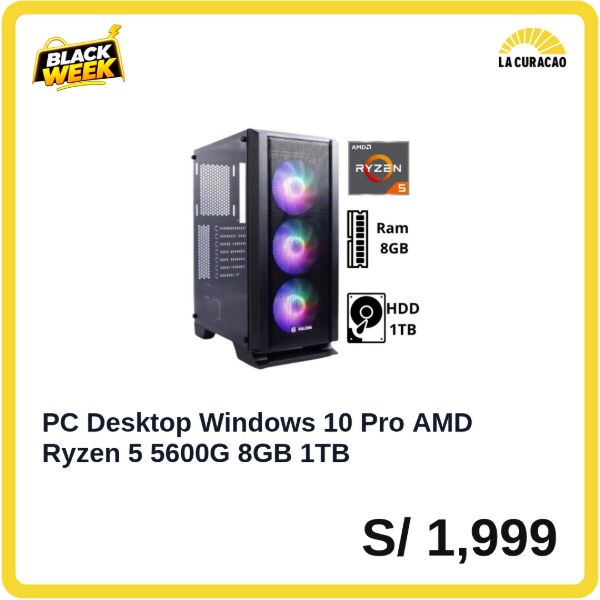 BLACK
WEEK
LA CURACAO
AMD
RYZEN
5
Ram
8GB
HDD
1TB
PC Desktop Windows 10 Pro AMD
Ryzen 5 5600G 8GB 1TB
S/ 1,999